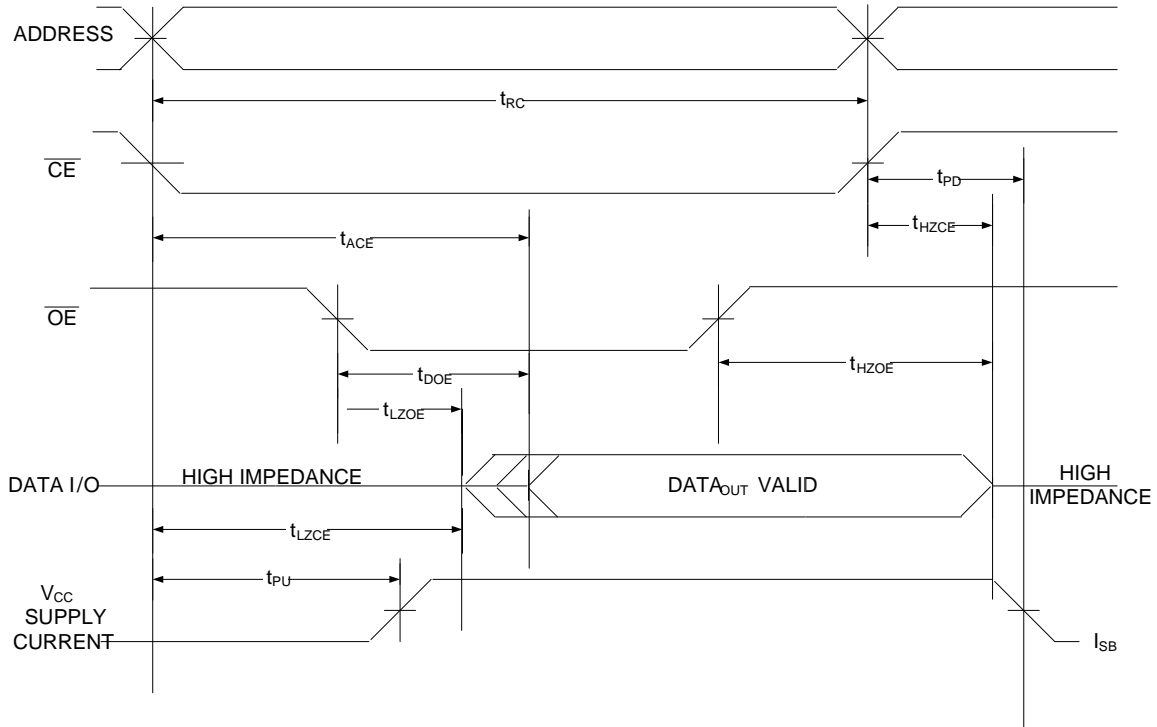 ADDRESS
tRC
CE
tPD
tHZCE
tACE
OE
tHZOE
tDOE
tLZOE
DATA I/O
HIGH IMPEDANCE
DATAOUT VALID
HIGH
IMPEDANCE
tLZCE
tPU
VCC
SUPPLY
CURRENT
ISB